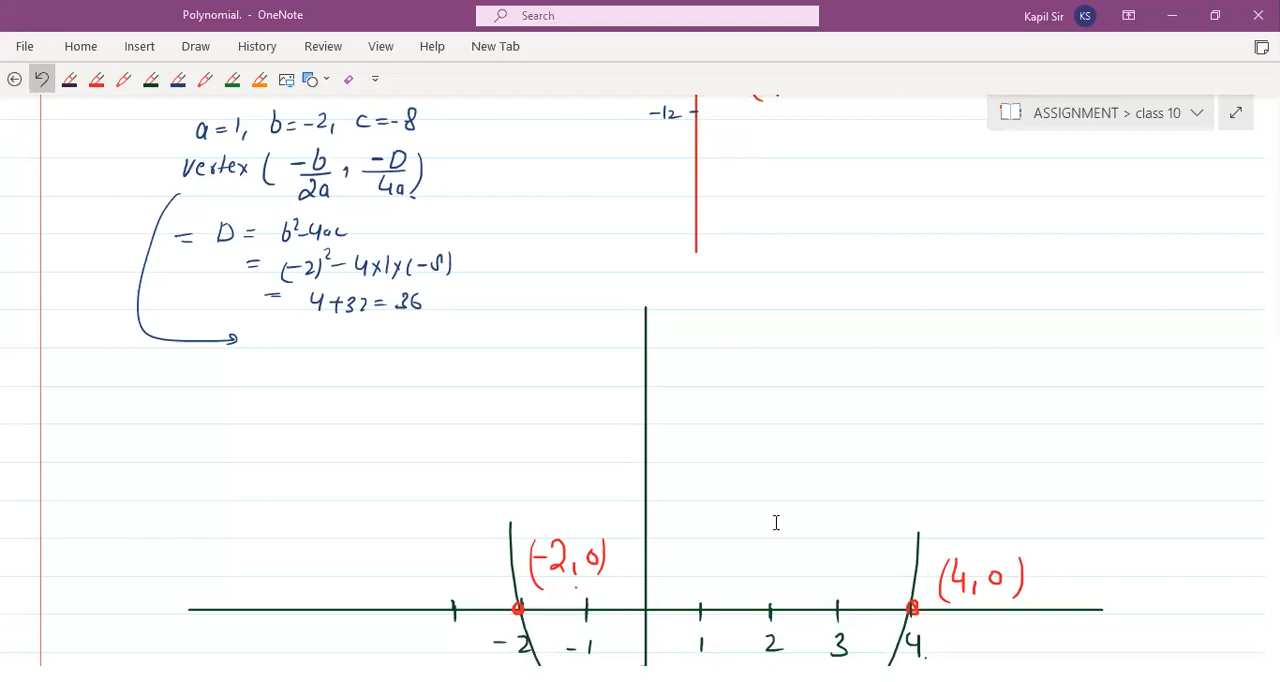 Polynomial. - OneNote
Search
Kapil Sir KS
File Home Insert Draw History Review View Help New Tab
ASSIGNMENT > class 10
a=1, b=-2, c=-8
vertex ( -b/2a , -D/4a )
= D = b²-4ac
= (-2)² - 4×1×(-8)
= 4+32 = 36
-12
(-2, 0)
(4, 0)
-2 -1 1 2 3 4